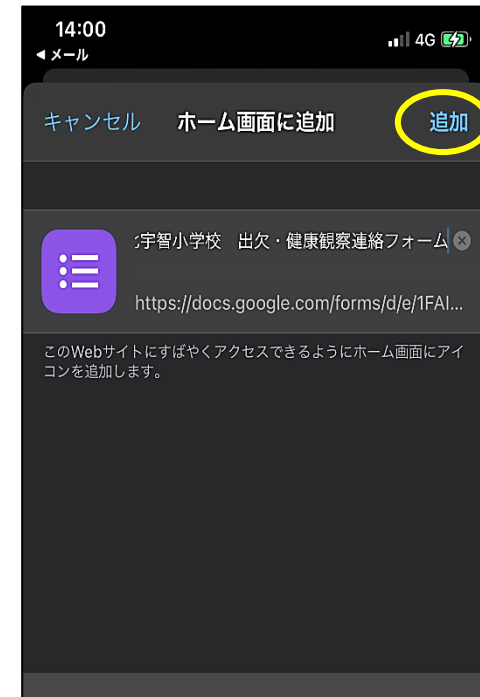 14:00
4G
◀ メール
キャンセル ホーム画面に追加 追加
宇智小学校　出欠・健康観察連絡フォーム
https://docs.google.com/forms/d/e/1FAI...
このWebサイトにすばやくアクセスできるようにホーム画面にアイ
コンを追加します。